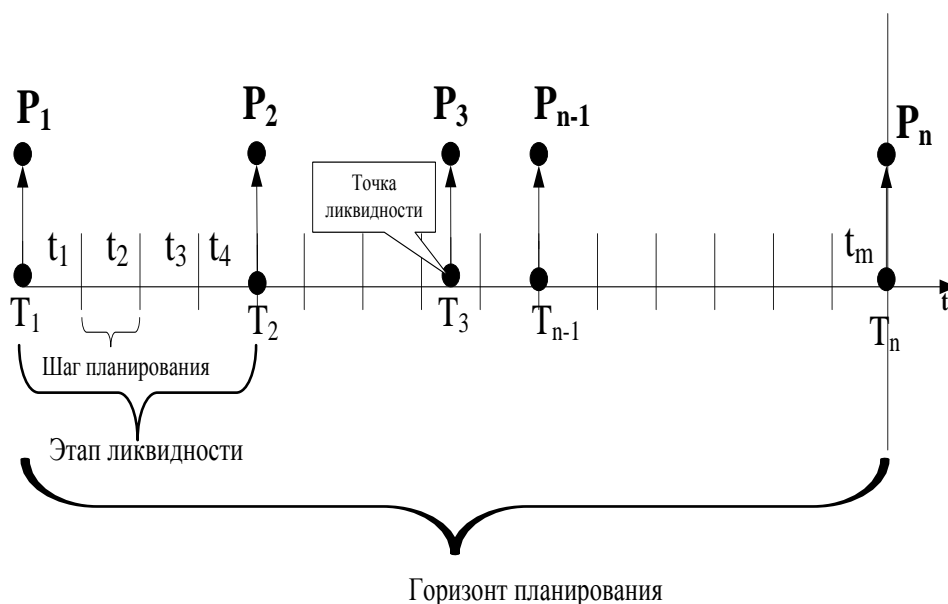 P₁ P₂ P₃ Pₙ₋₁ Pₙ
Точка
ликвидности
t₁ t₂ t₃ t₄ tₘ
t
T₁ T₂ T₃ Tₙ₋₁ Tₙ
Шаг планирования
Этап ликвидности
Горизонт планирования